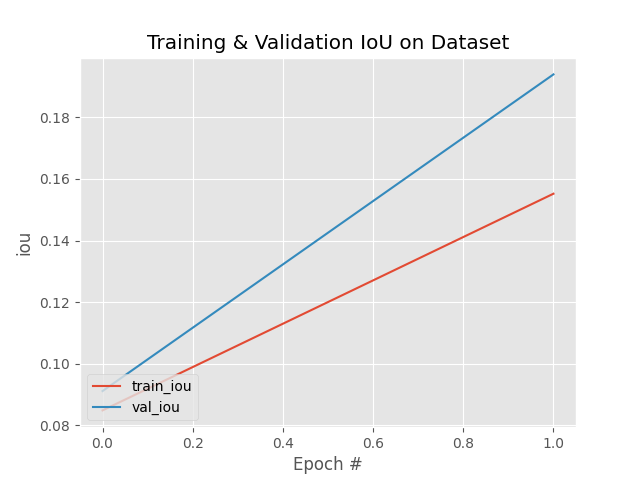 Training & Validation IoU on Dataset
iou
0.18
0.16
0.14
0.12
0.10
0.08
train_iou
val_iou
0.0 0.2 0.4 0.6 0.8 1.0
Epoch #